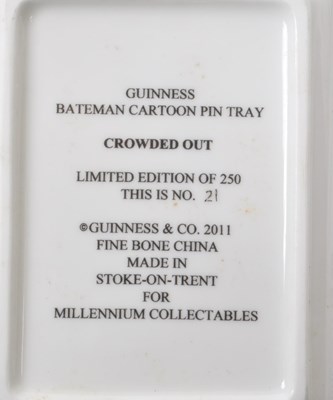 GUINNESS
BATEMAN CARTOON PIN TRAY
CROWDED OUT
LIMITED EDITION OF 250
THIS IS NO. 21
©GUINNESS & CO. 2011
FINE BONE CHINA
MADE IN
STOKE-ON-TRENT
FOR
MILLENNIUM COLLECTABLES